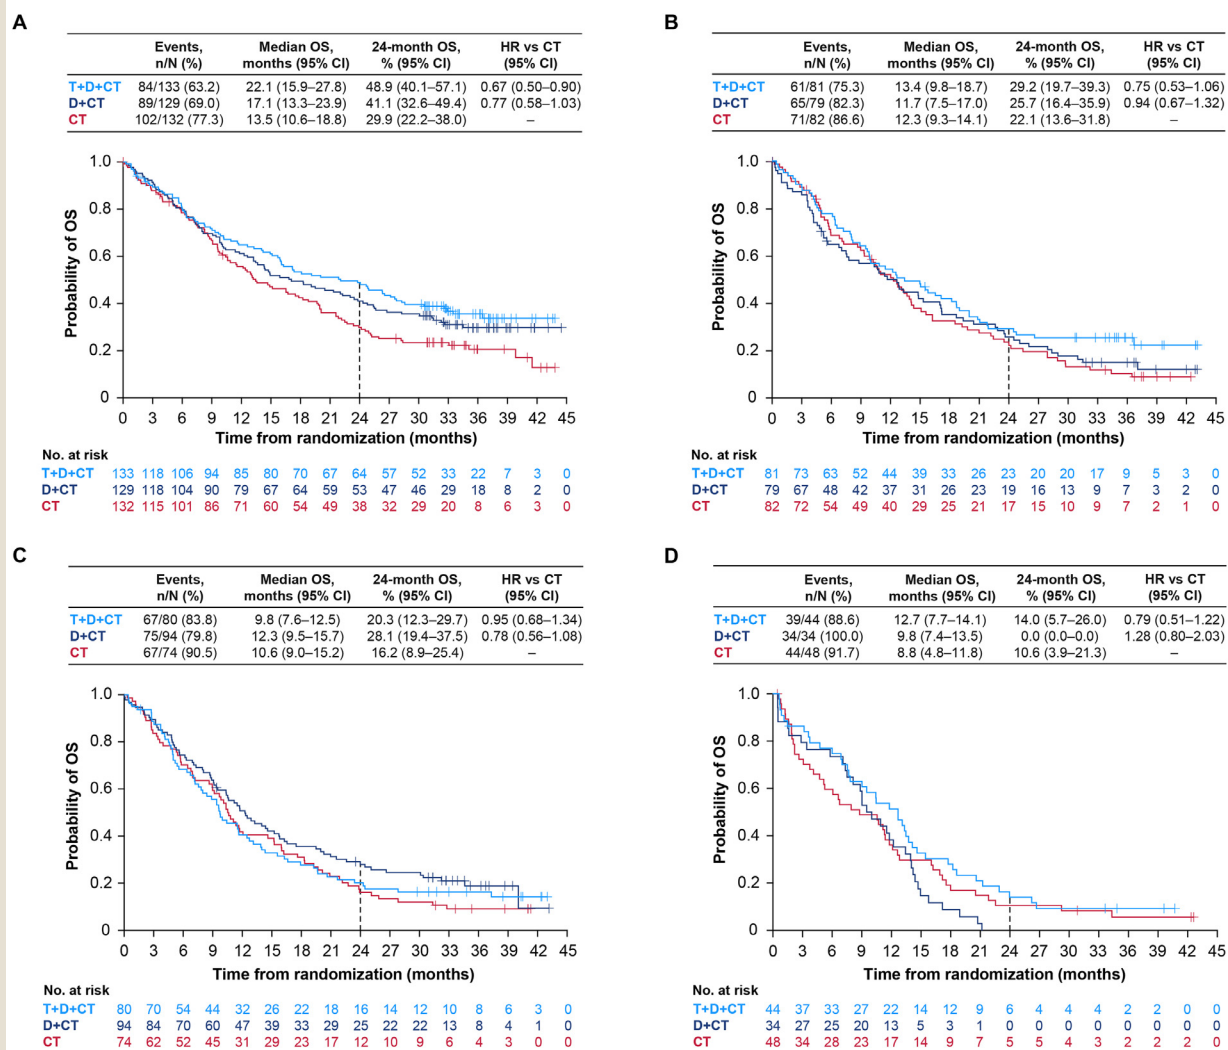 A
Events, Median OS, 24-month OS, HR vs CT
n/N (%) months (95% CI) % (95% CI) (95% CI)
T+D+CT 84/133 (63.2) 22.1 (15.9–27.8) 48.9 (40.1–57.1) 0.67 (0.50–0.90)
D+CT 89/129 (69.0) 17.1 (13.3–23.9) 41.1 (32.6–49.4) 0.77 (0.58–1.03)
CT 102/132 (77.3) 13.5 (10.6–18.8) 29.9 (22.2–38.0) –
1.0
0.8
0.6
0.4
0.2
0
Probability of OS
0 3 6 9 12 15 18 21 24 27 30 33 36 39 42 45
Time from randomization (months)
No. at risk
T+D+CT 133 118 106 94 85 80 70 67 64 57 52 33 22 7 3 0
D+CT 129 118 104 90 79 67 64 59 53 47 46 29 18 8 2 0
CT 132 115 101 86 71 60 54 49 38 32 29 20 8 6 3 0
B
Events, Median OS, 24-month OS, HR vs CT
n/N (%) months (95% CI) % (95% CI) (95% CI)
T+D+CT 61/81 (75.3) 13.4 (9.8–18.7) 29.2 (19.7–39.3) 0.75 (0.53–1.06)
D+CT 65/79 (82.3) 11.7 (7.5–17.0) 25.7 (16.4–35.9) 0.94 (0.67–1.32)
CT 71/82 (86.6) 12.3 (9.3–14.1) 22.1 (13.6–31.8) –
1.0
0.8
0.6
0.4
0.2
0
Probability of OS
0 3 6 9 12 15 18 21 24 27 30 33 36 39 42 45
Time from randomization (months)
No. at risk
T+D+CT 81 73 63 52 44 39 33 26 23 20 20 17 9 5 3 0
D+CT 79 67 48 42 37 31 26 23 19 16 13 9 7 3 2 0
CT 82 72 54 49 40 29 25 21 17 15 10 9 7 2 1 0
C
Events, Median OS, 24-month OS, HR vs CT
n/N (%) months (95% CI) % (95% CI) (95% CI)
T+D+CT 67/80 (83.8) 9.8 (7.6–12.5) 20.3 (12.3–29.7) 0.95 (0.68–1.34)
D+CT 75/94 (79.8) 12.3 (9.5–15.7) 28.1 (19.4–37.5) 0.78 (0.56–1.08)
CT 67/74 (90.5) 10.6 (9.0–15.2) 16.2 (8.9–25.4) –
1.0
0.8
0.6
0.4
0.2
0
Probability of OS
0 3 6 9 12 15 18 21 24 27 30 33 36 39 42 45
Time from randomization (months)
No. at risk
T+D+CT 80 70 54 44 32 26 22 18 16 14 12 10 8 6 3 0
D+CT 94 84 70 60 47 39 33 29 25 22 22 13 8 4 1 0
CT 74 62 52 45 31 29 23 17 12 10 9 6 4 3 0 0
D
Events, Median OS, 24-month OS, HR vs CT
n/N (%) months (95% CI) % (95% CI) (95% CI)
T+D+CT 39/44 (88.6) 12.7 (7.7–14.1) 14.0 (5.7–26.0) 0.79 (0.51–1.22)
D+CT 34/34 (100.0) 9.8 (7.4–13.5) 0.0 (0.0–0.0) 1.28 (0.80–2.03)
CT 44/48 (91.7) 8.8 (4.8–11.8) 10.6 (3.9–21.3) –
1.0
0.8
0.6
0.4
0.2
0
Probability of OS
0 3 6 9 12 15 18 21 24 27 30 33 36 39 42 45
Time from randomization (months)
No. at risk
T+D+CT 44 37 33 27 22 14 12 9 6 4 4 4 2 2 0 0
D+CT 34 27 25 20 13 5 3 1 0 0 0 0 0 0 0 0
CT 48 34 28 23 17 14 9 7 5 5 4 3 2 2 2 0